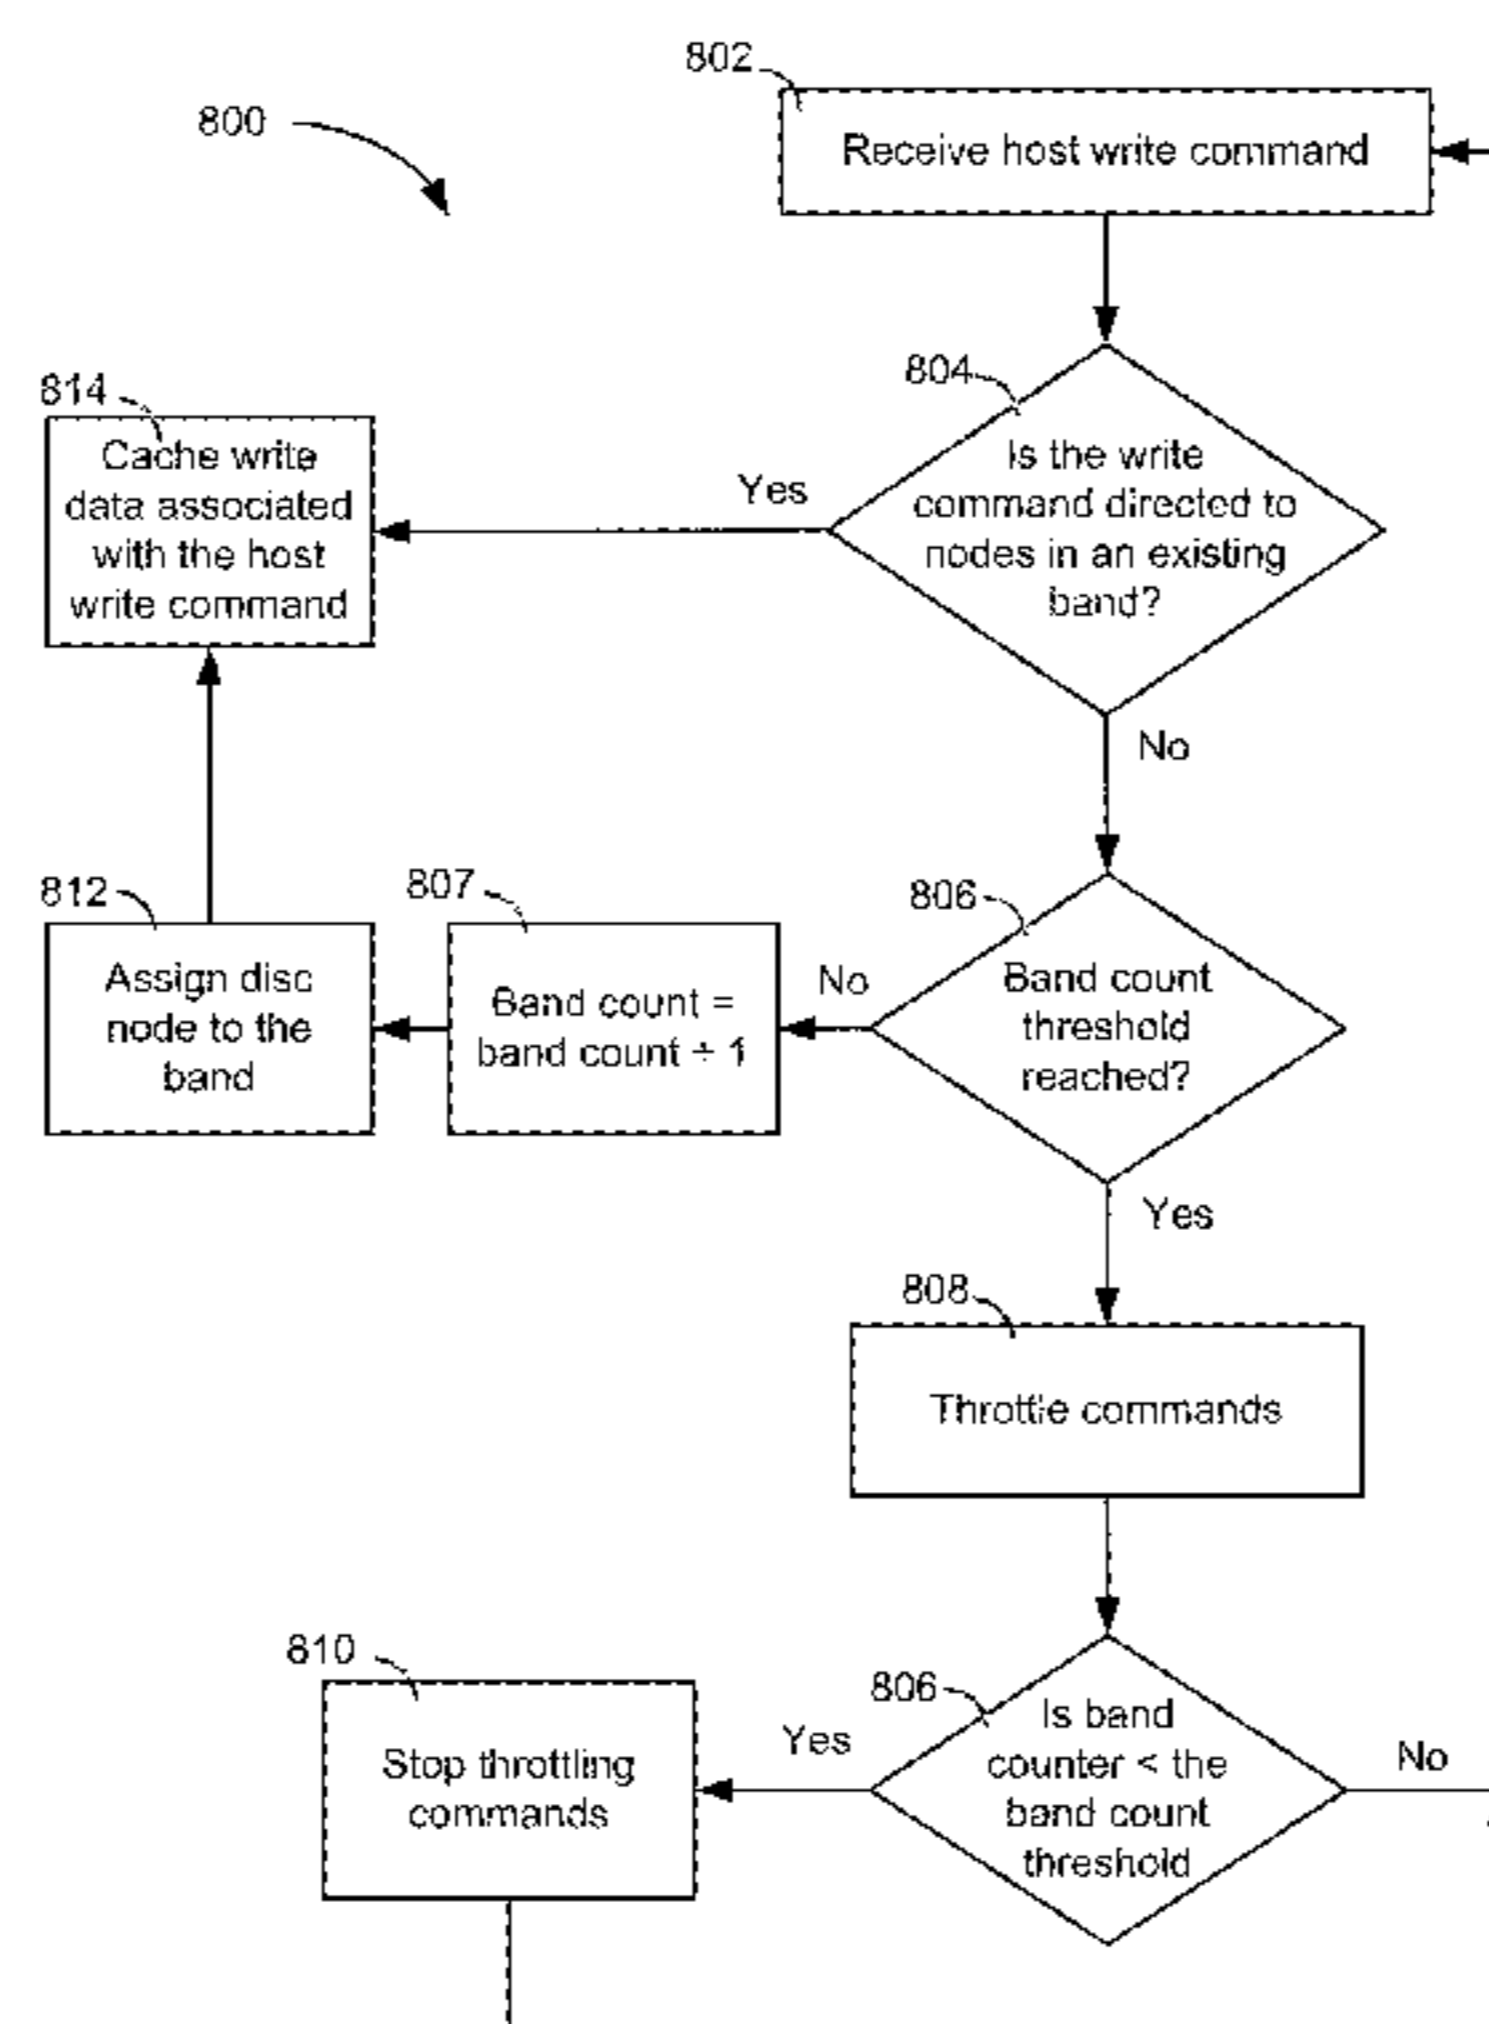 802
800
Receive host write command
804
814
Is the write
command directed to
nodes in an existing
band?
Yes
Cache write
data associated
with the host
write command
No
812
807
806
Assign disc
node to the
band
Band count =
band count + 1
No
Band count
threshold
reached?
Yes
808
Throttle commands
810
806
Stop throttling
commands
Yes
Is band
counter < the
band count
threshold
No